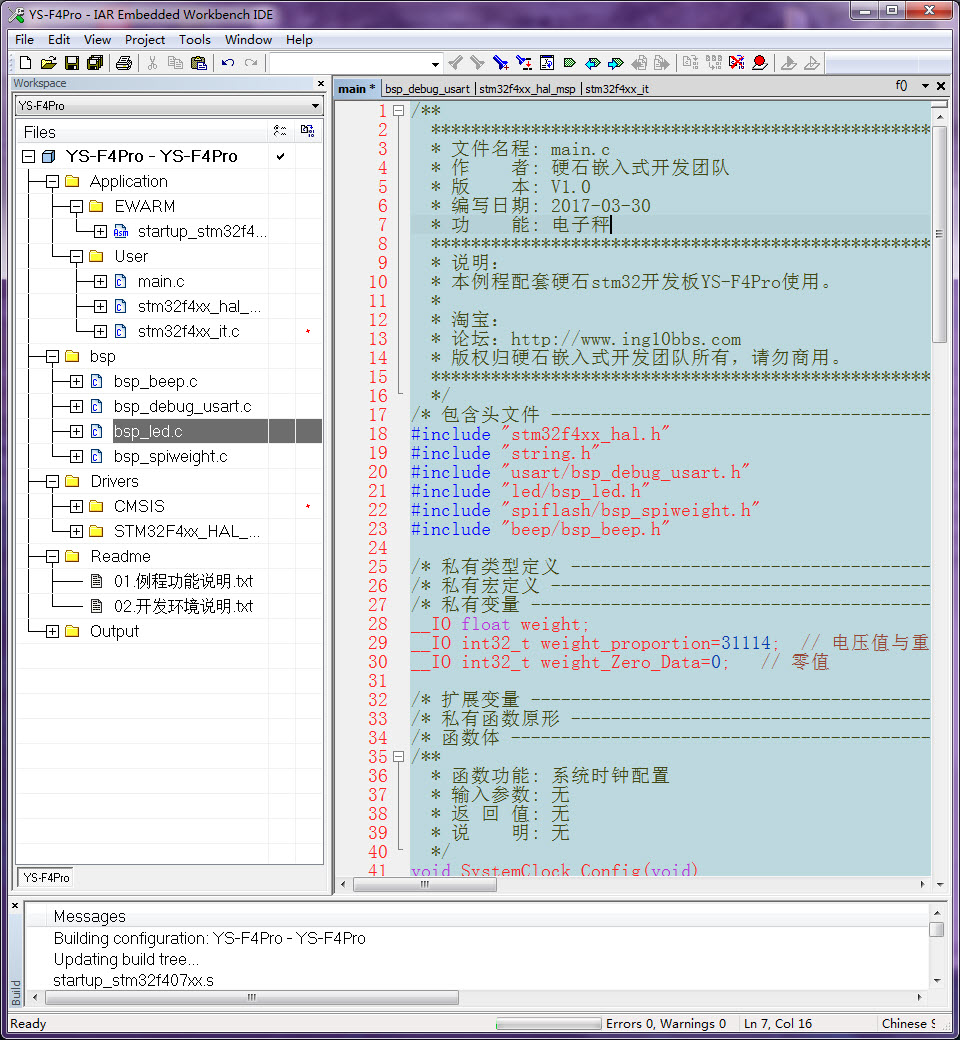 YS-F4Pro - IAR Embedded Workbench IDE
File Edit View Project Tools Window Help
Workspace
YS-F4Pro
Files
YS-F4Pro - YS-F4Pro
Application
EWARM
startup_stm32f4...
User
main.c
stm32f4xx_hal_...
stm32f4xx_it.c
bsp
bsp_beep.c
bsp_debug_usart.c
bsp_led.c
bsp_spiweight.c
Drivers
CMSIS
STM32F4xx_HAL_...
Readme
01.例程功能说明.txt
02.开发环境说明.txt
Output
YS-F4Pro
main * bsp_debug_usart stm32f4xx_hal_msp stm32f4xx_it f()
1 /**
2 **************************************************
3 * 文件名程: main.c
4 * 作 者: 硬石嵌入式开发团队
5 * 版 本: V1.0
6 * 编写日期: 2017-03-30
7 * 功 能: 电子秤
8 **************************************************
9 * 说明:
10 * 本例程配套硬石stm32开发板YS-F4Pro使用。
11 *
12 * 淘宝:
13 * 论坛: http://www.ing10bbs.com
14 * 版权归硬石嵌入式开发团队所有，请勿商用。
15 **************************************************
16 */
17 /* 包含头文件 --------------------------------------
18 #include "stm32f4xx_hal.h"
19 #include "string.h"
20 #include "usart/bsp_debug_usart.h"
21 #include "led/bsp_led.h"
22 #include "spiflash/bsp_spiweight.h"
23 #include "beep/bsp_beep.h"
24
25 /* 私有类型定义 ------------------------------------
26 /* 私有宏定义 --------------------------------------
27 /* 私有变量 ----------------------------------------
28 __IO float weight;
29 __IO int32_t weight_proportion=31114; // 电压值与重
30 __IO int32_t weight_Zero_Data=0; // 零值
31
32 /* 扩展变量 ----------------------------------------
33 /* 私有函数原形 ------------------------------------
34 /* 函数体 ------------------------------------------
35 /**
36 * 函数功能: 系统时钟配置
37 * 输入参数: 无
38 * 返 回 值: 无
39 * 说 明: 无
40 */
41 void SystemClock_Config(void)
Build
Messages
Building configuration: YS-F4Pro - YS-F4Pro
Updating build tree...
startup_stm32f407xx.s
Ready Errors 0, Warnings 0 Ln 7, Col 16 Chinese S